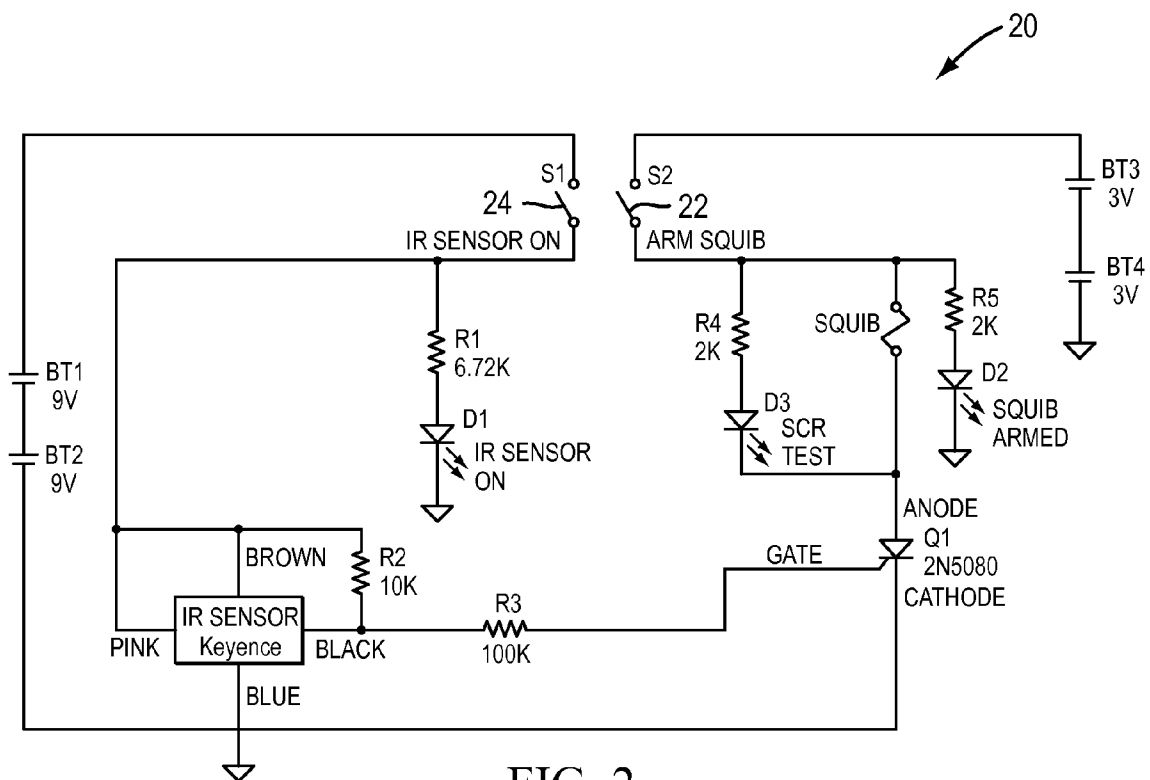 20
S1
S2
24
22
IR SENSOR ON
ARM SQUIB
BT3
3V
BT4
3V
R1
6.72K
R4
2K
SQUIB
R5
2K
BT1
9V
BT2
9V
D1
IR SENSOR
ON
D3
SCR
TEST
D2
SQUIB
ARMED
ANODE
Q1
2N5080
CATHODE
GATE
BROWN
R2
10K
IR SENSOR
Keyence
PINK
BLACK
R3
100K
BLUE
FIG. 2